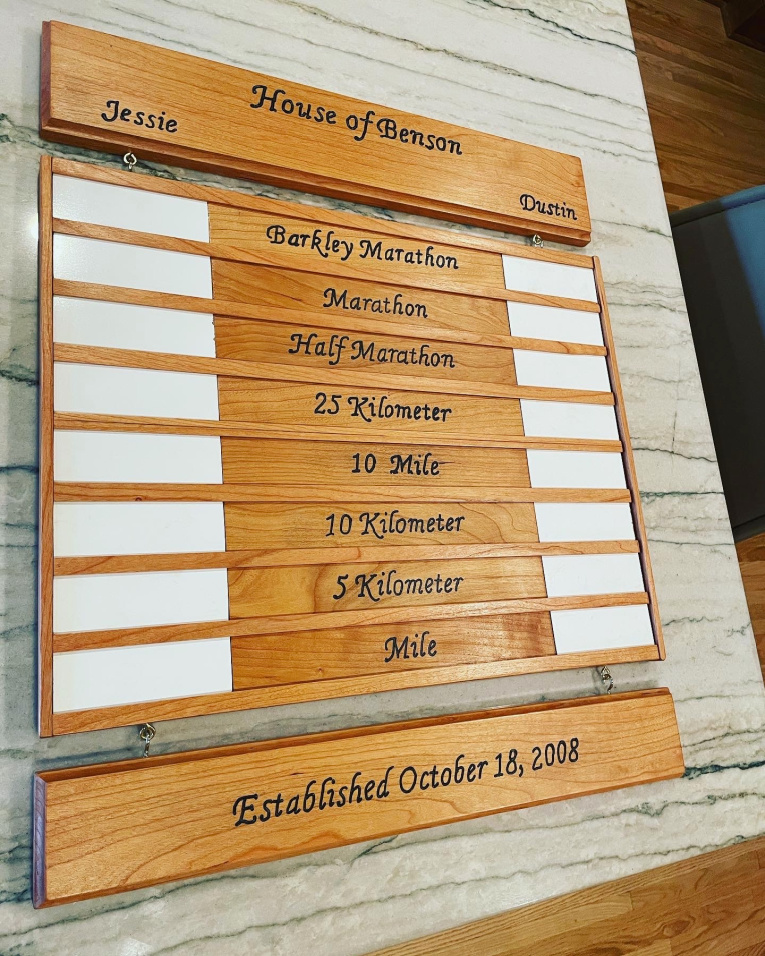 House of Benson
Jessie
Dustin
Barkley Marathon
Marathon
Half Marathon
25 Kilometer
10 Mile
10 Kilometer
5 Kilometer
Mile
Established October 18, 2008